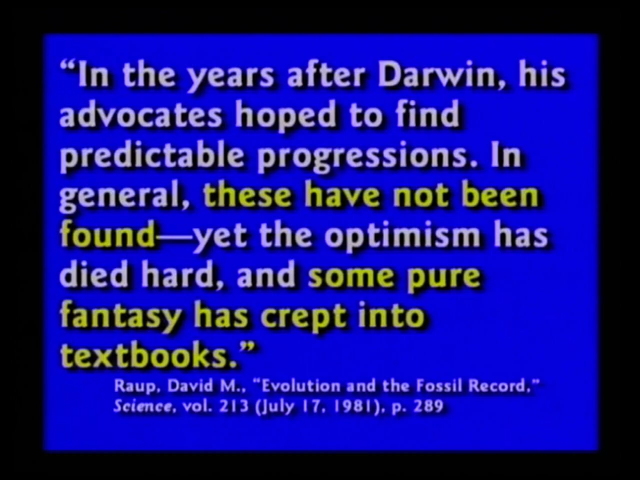 “In the years after Darwin, his
advocates hoped to find
predictable progressions. In
general, these have not been
found—yet the optimism has
died hard, and some pure
fantasy has crept into
textbooks.”
Raup, David M., “Evolution and the Fossil Record,”
Science, vol. 213 (July 17, 1981), p. 289